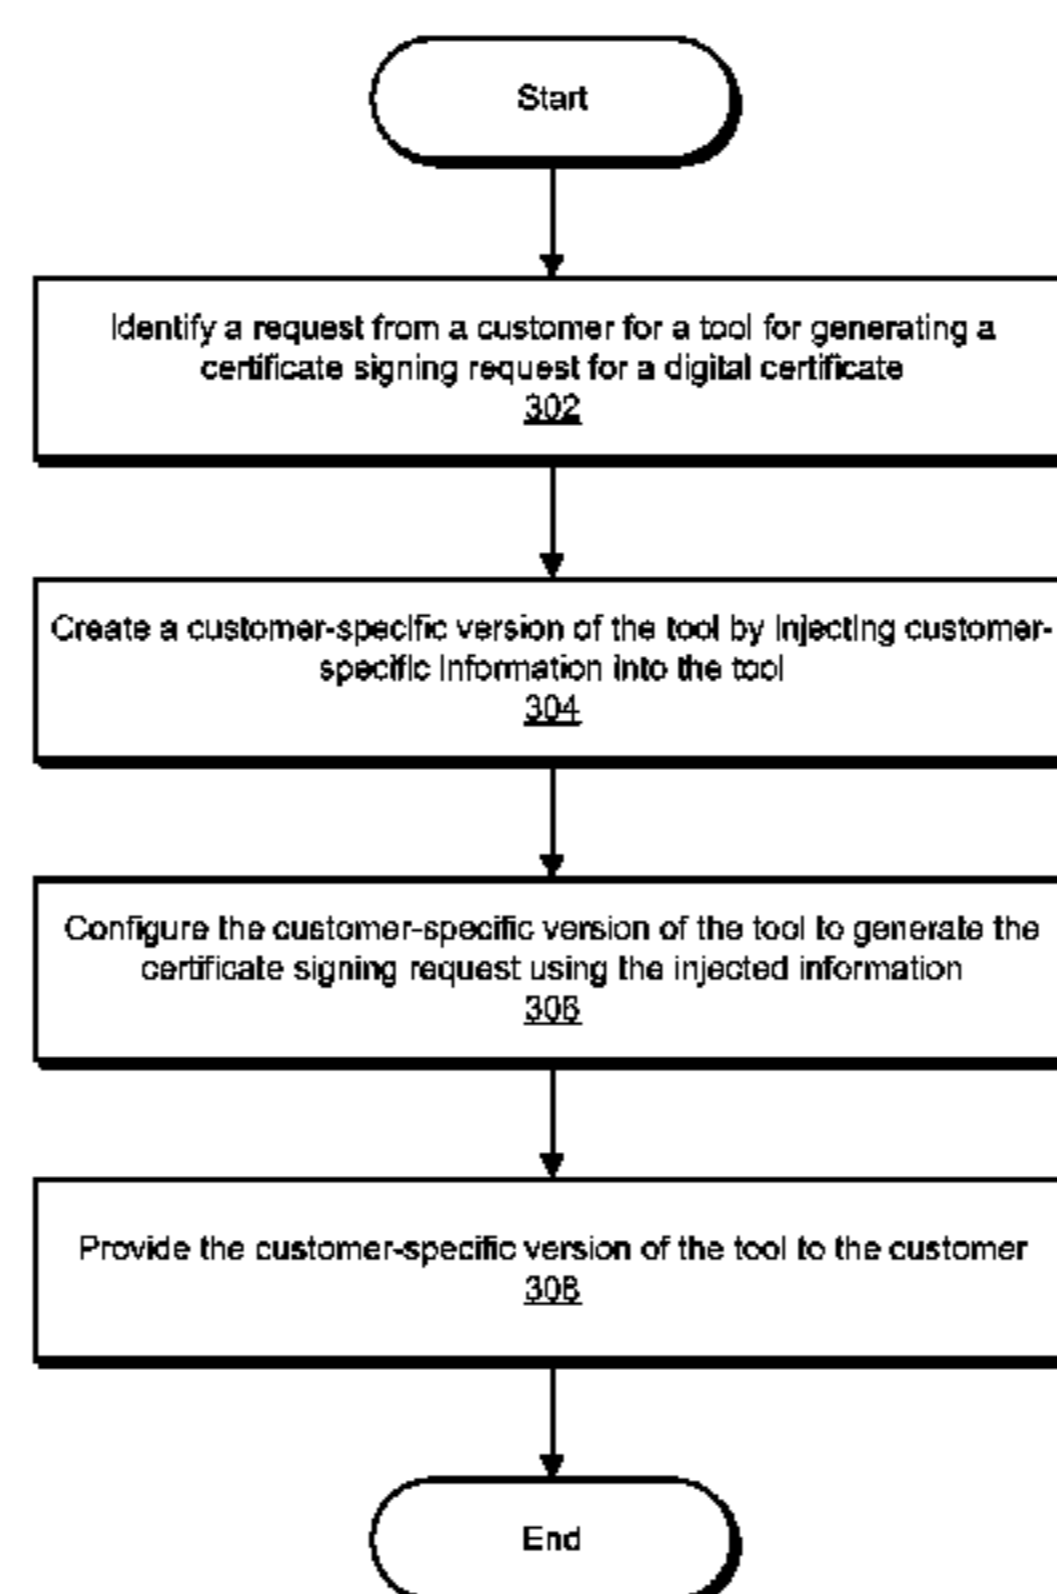 Start
Identify a request from a customer for a tool for generating a
certificate signing request for a digital certificate
302
Create a customer-specific version of the tool by injecting customer-
specific information into the tool
304
Configure the customer-specific version of the tool to generate the
certificate signing request using the injected information
306
Provide the customer-specific version of the tool to the customer
308
End